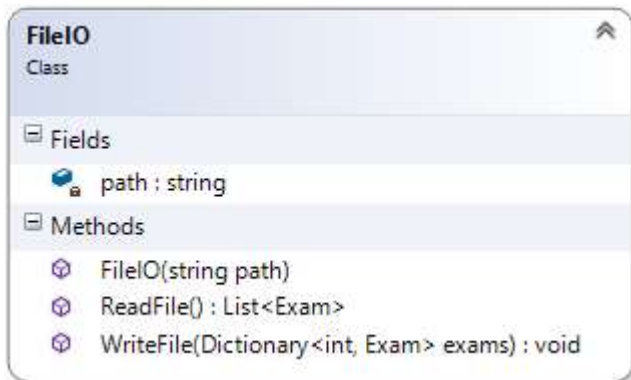 FileIO
Class
Fields
path : string
Methods
FileIO(string path)
ReadFile() : List<Exam>
WriteFile(Dictionary<int, Exam> exams) : void